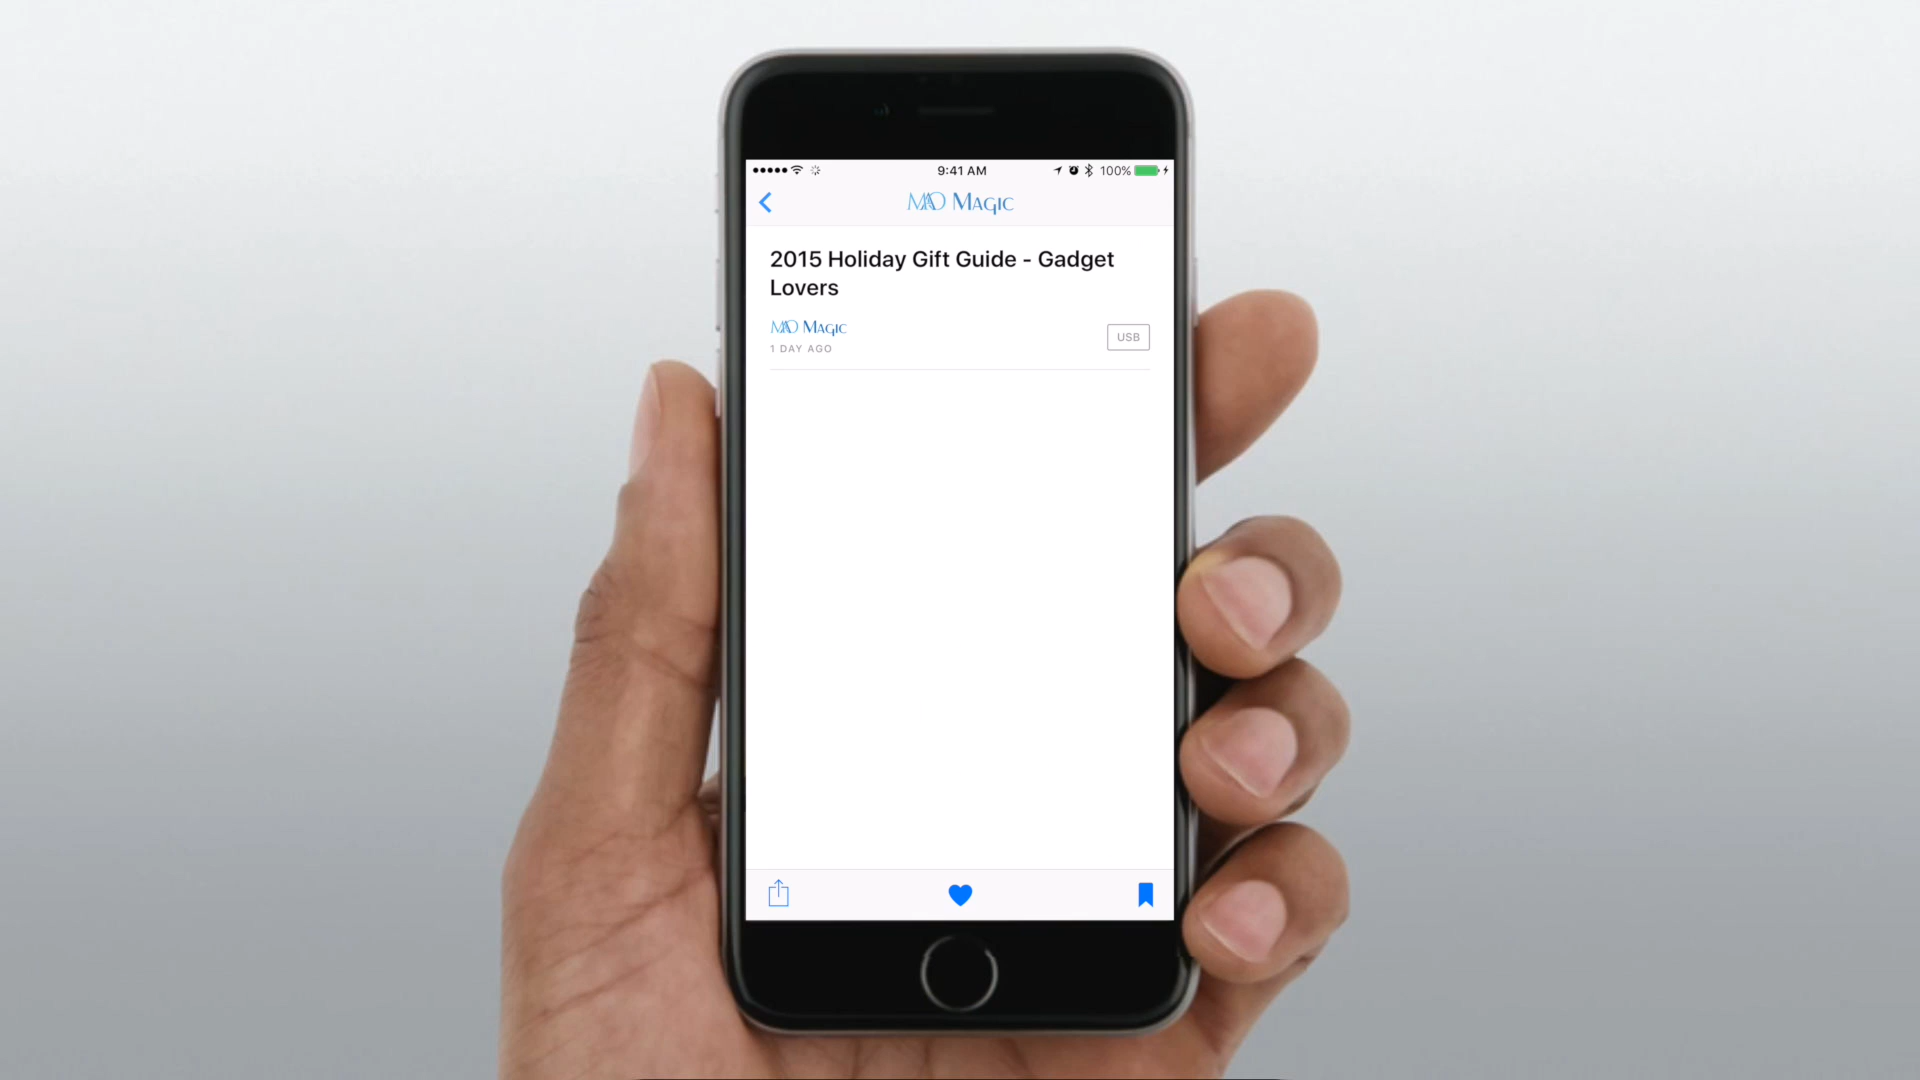 9:41 AM 100%
MAD Magic
2015 Holiday Gift Guide - Gadget
Lovers
MAD Magic
1 DAY AGO
USB